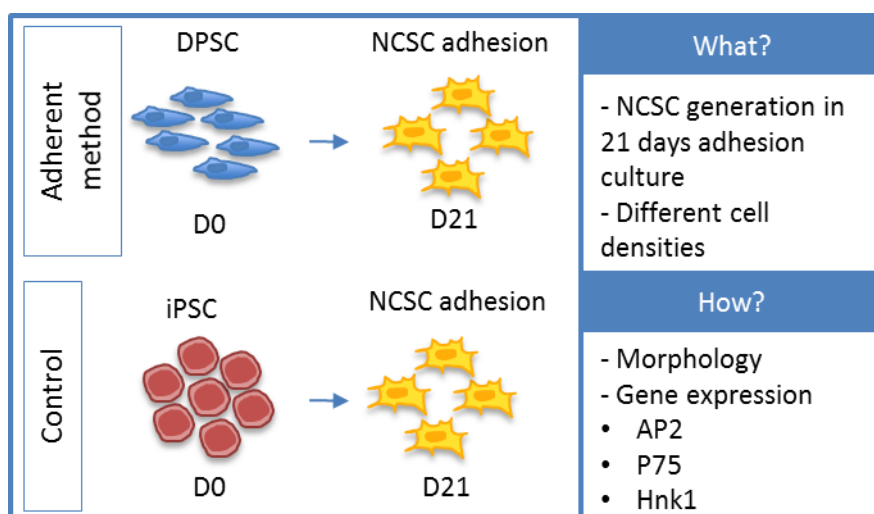 Adherent
method
DPSC
NCSC adhesion
D0
D21
What?
- NCSC generation in
21 days adhesion
culture
- Different cell
densities
Control
iPSC
NCSC adhesion
D0
D21
How?
- Morphology
- Gene expression
• AP2
• P75
• Hnk1